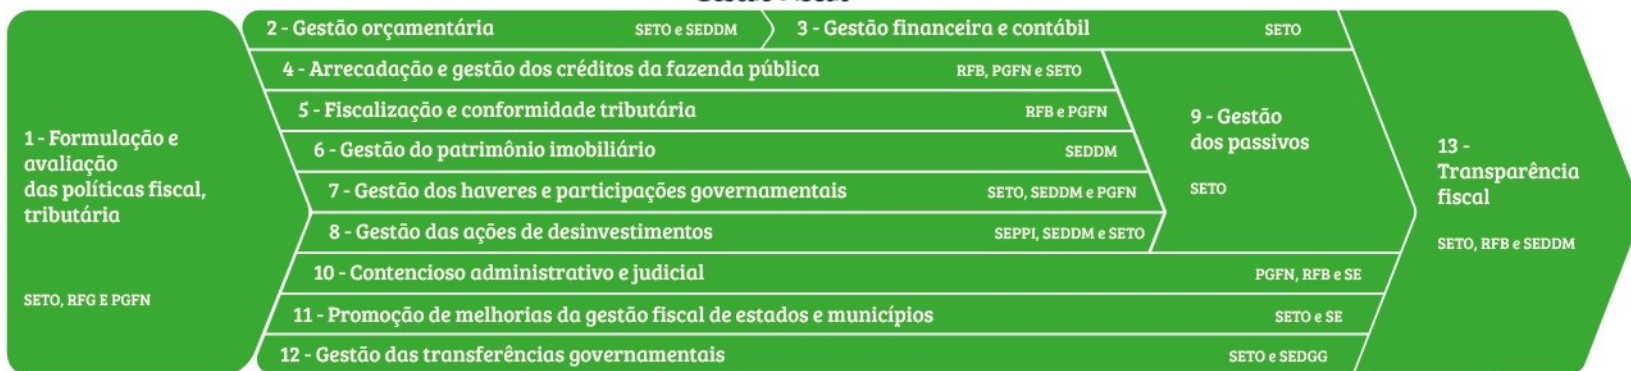 1 - Formulação e
avaliação
das políticas fiscal,
tributária
SETO, RFG E PGFN
2 - Gestão orçamentária SETO e SEDDM
3 - Gestão financeira e contábil SETO
4 - Arrecadação e gestão dos créditos da fazenda pública RFB, PGFN e SETO
5 - Fiscalização e conformidade tributária RFB e PGFN
6 - Gestão do patrimônio imobiliário SEDDM
7 - Gestão dos haveres e participações governamentais SETO, SEDDM e PGFN
8 - Gestão das ações de desinvestimentos SEPPI, SEDDM e SETO
9 - Gestão
dos passivos
SETO
10 - Contencioso administrativo e judicial PGFN, RFB e SE
11 - Promoção de melhorias da gestão fiscal de estados e municípios SETO e SE
12 - Gestão das transferências governamentais SETO e SEDGG
13 -
Transparência
fiscal
SETO, RFB e SEDDM